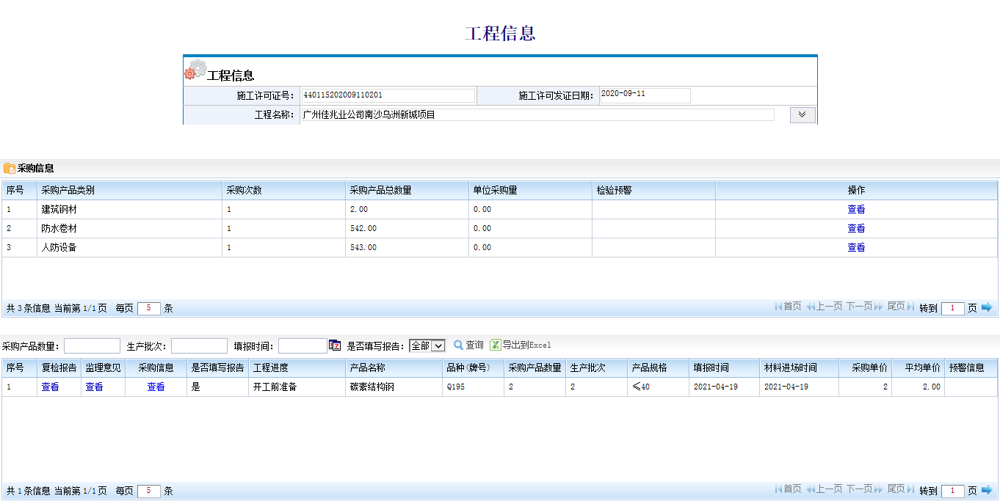 工程信息
工程信息
施工许可证号： 440115202009110201 施工许可发证日期： 2020-09-11
工程名称： 广州佳兆业公司南沙乌洲新城项目
采购信息
序号 采购产品类别 采购次数 采购产品总数量 单位采购量 检验预警 操作
1 建筑钢材 1 2.00 0.00 查看
2 防水卷材 1 542.00 0.00 查看
3 人防设备 1 543.00 0.00 查看
共 3 条信息 当前第 1/1 页 每页 5 条 首页 上一页 下一页 尾页 转到 1 页
采购产品数量： 生产批次： 填报时间： 是否填写报告： 全部 查询 导出到Excel
序号 复检报告 监理意见 采购信息 是否填写报告 工程进度 产品名称 品种(牌号) 采购产品数量 生产批次 产品规格 填报时间 材料进场时间 采购单价 平均单价 预警信息
1 查看 查看 查看 是 开工前准备 碳素结构钢 Q195 2 2 ≤40 2021-04-19 2021-04-19 2 2.00
共 1 条信息 当前第 1/1 页 每页 5 条 首页 上一页 下一页 尾页 转到 1 页